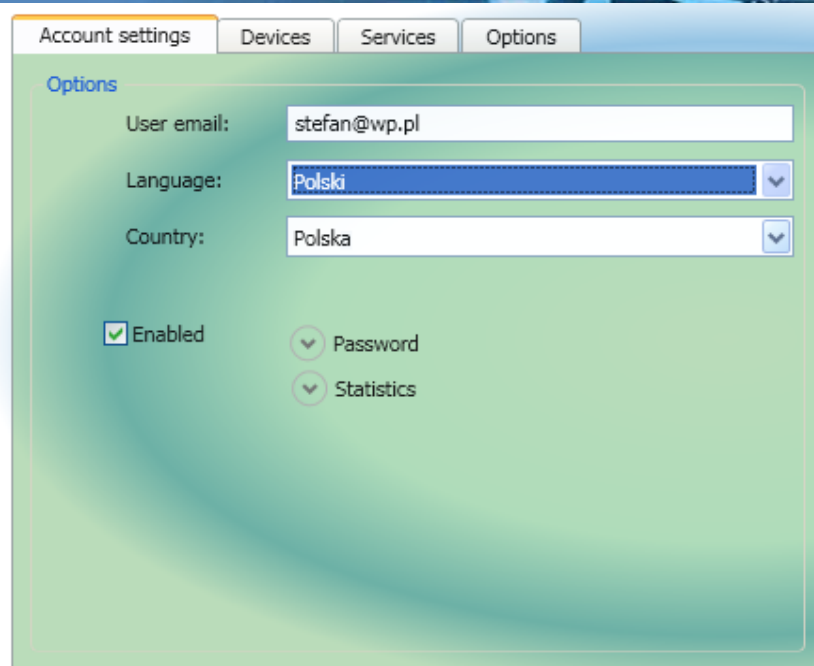 Account settings Devices Services Options
Options
User email: stefan@wp.pl
Language: Polski
Country: Polska
Enabled Password
Statistics